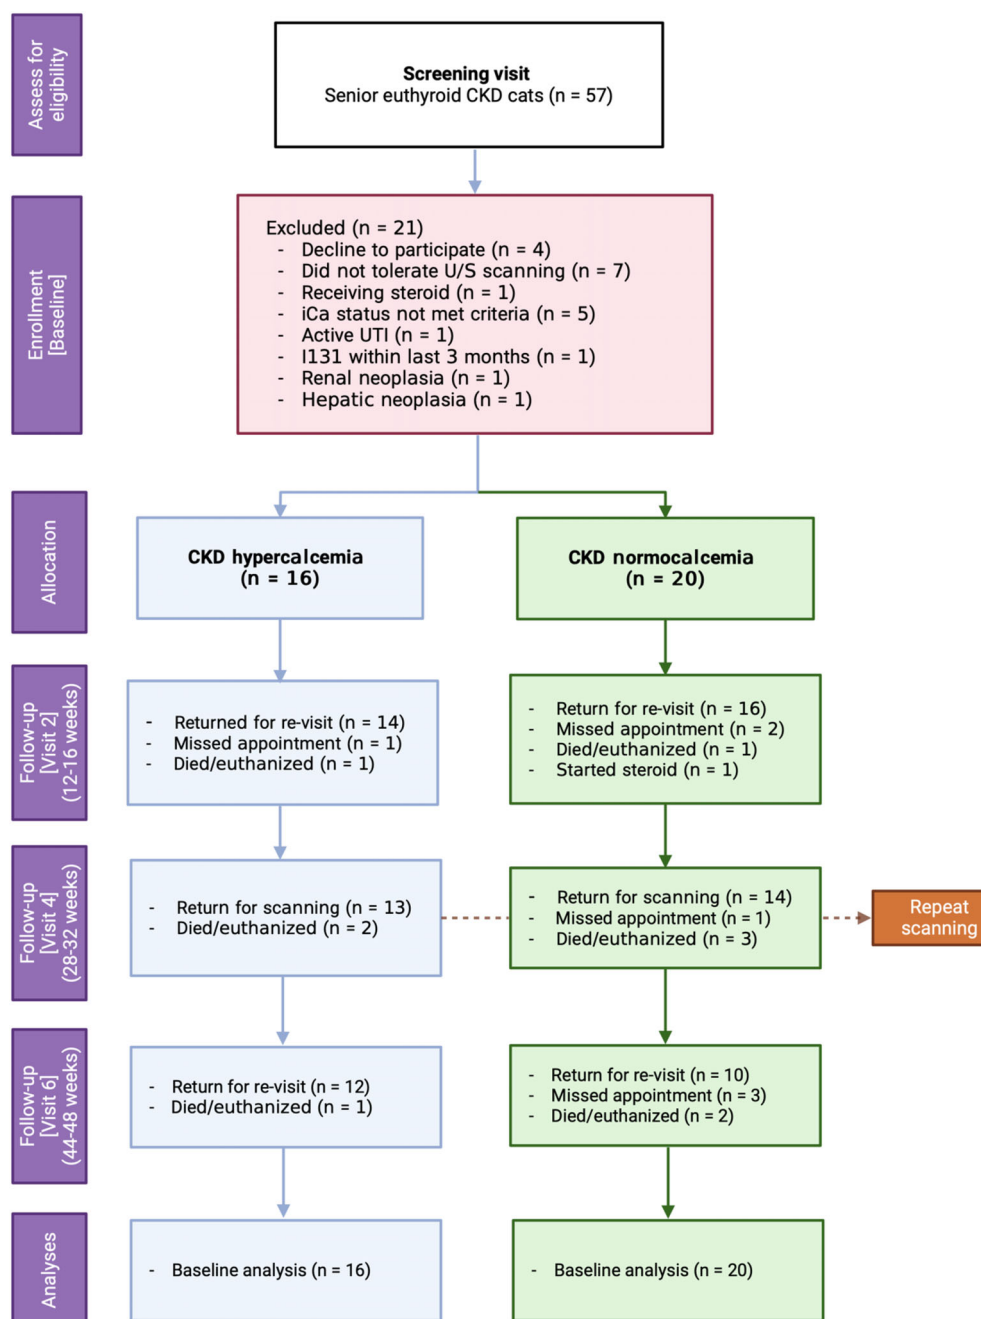 Assess for
eligibility
Screening visit
Senior euthyroid CKD cats (n = 57)
Enrollment
[Baseline]
Excluded (n = 21)
- Decline to participate (n = 4)
- Did not tolerate U/S scanning (n = 7)
- Receiving steroid (n = 1)
- iCa status not met criteria (n = 5)
- Active UTI (n = 1)
- I131 within last 3 months (n = 1)
- Renal neoplasia (n = 1)
- Hepatic neoplasia (n = 1)
Allocation
CKD hypercalcemia
(n = 16)
CKD normocalcemia
(n = 20)
Follow-up
[Visit 2]
(12-16 weeks)
- Returned for re-visit (n = 14)
- Missed appointment (n = 1)
- Died/euthanized (n = 1)
- Return for re-visit (n = 16)
- Missed appointment (n = 2)
- Died/euthanized (n = 1)
- Started steroid (n = 1)
Follow-up
[Visit 4]
(28-32 weeks)
- Return for scanning (n = 13)
- Died/euthanized (n = 2)
- Return for scanning (n = 14)
- Missed appointment (n = 1)
- Died/euthanized (n = 3)
Repeat
scanning
Follow-up
[Visit 6]
(44-48 weeks)
- Return for re-visit (n = 12)
- Died/euthanized (n = 1)
- Return for re-visit (n = 10)
- Missed appointment (n = 3)
- Died/euthanized (n = 2)
Analyses
- Baseline analysis (n = 16)
- Baseline analysis (n = 20)